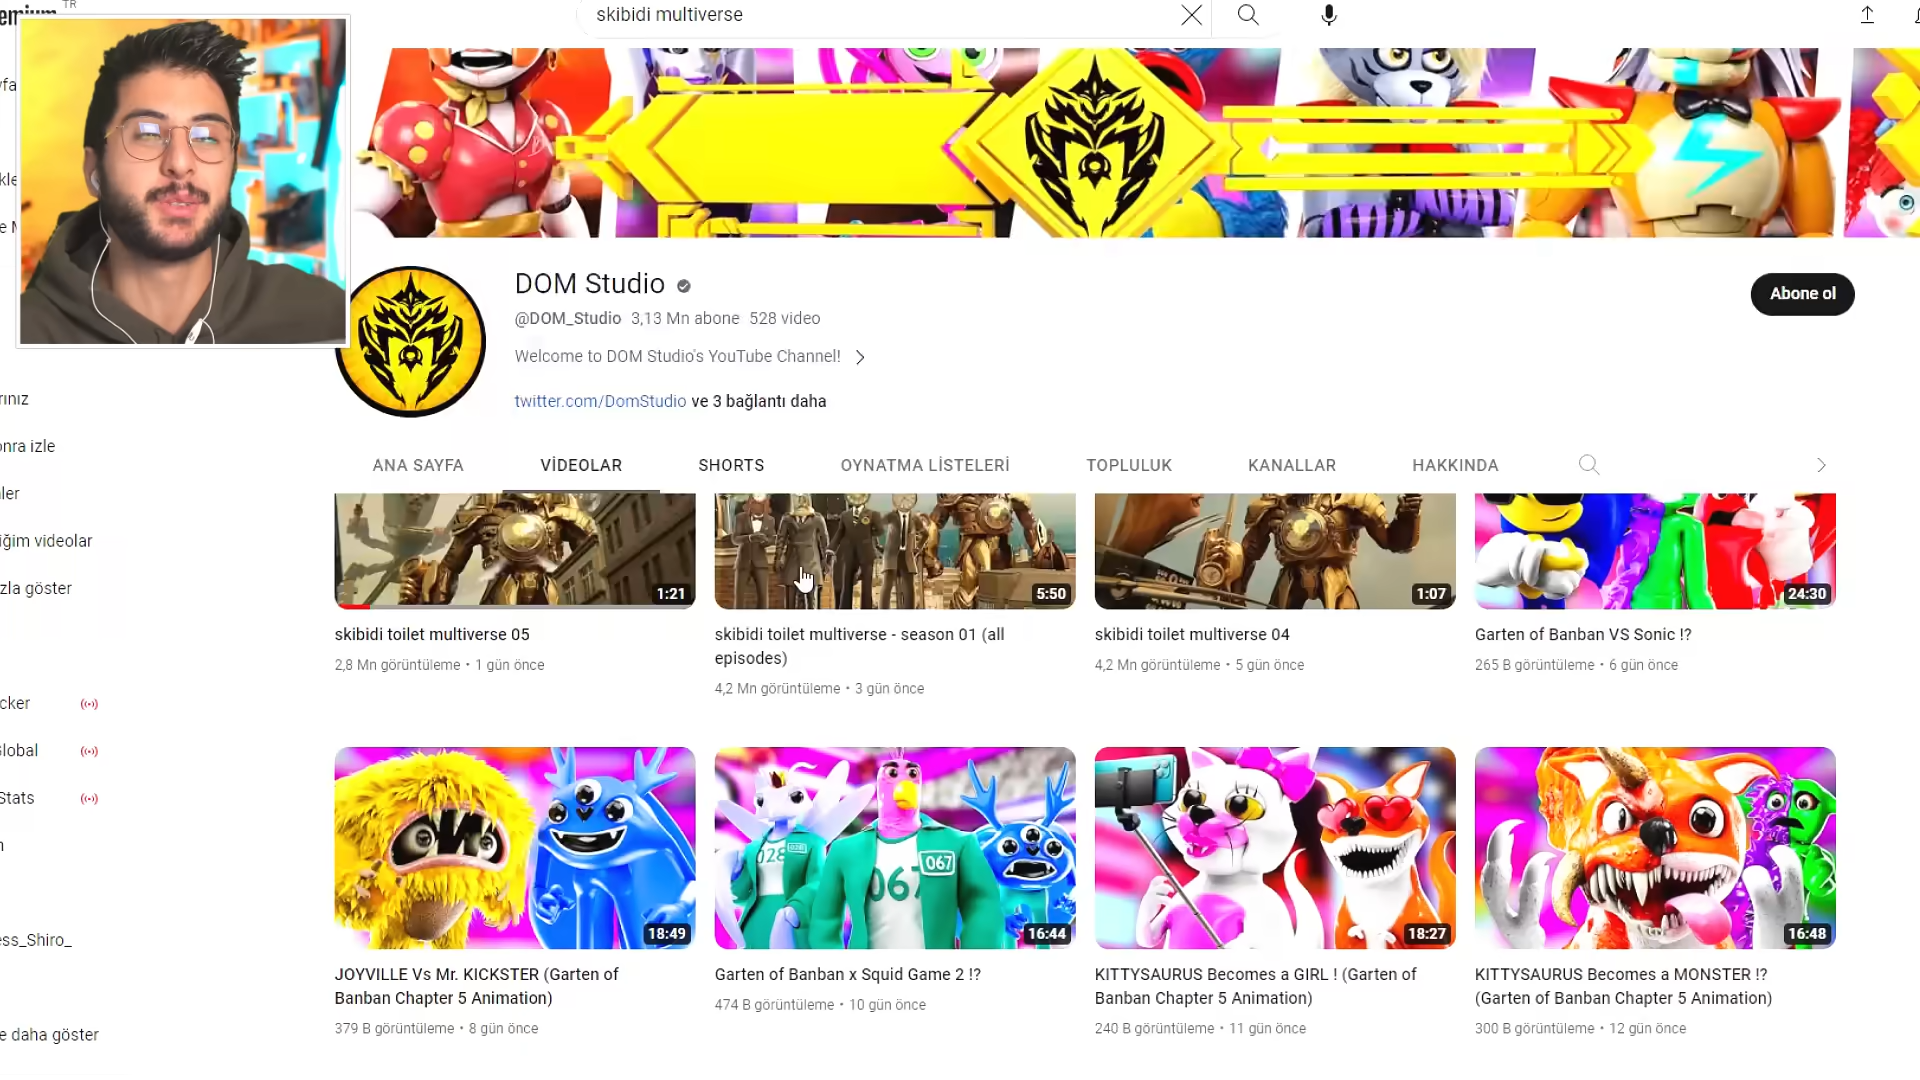 TR
skibidi multiverse
DOM Studio
@DOM_Studio 3,13 Mn abone 528 video
Welcome to DOM Studio's YouTube Channel!
twitter.com/DomStudio ve 3 bağlantı daha
Abone ol
ANA SAYFA VİDEOLAR SHORTS OYNATMA LİSTELERİ TOPLULUK KANALLAR HAKKINDA
onra izle
ler
iğim videolar
zla göster
cker
Global
Stats
ess_Shiro_
e daha göster
1:21
skibidi toilet multiverse 05
2,8 Mn görüntüleme • 1 gün önce
5:50
skibidi toilet multiverse - season 01 (all
episodes)
4,2 Mn görüntüleme • 3 gün önce
1:07
skibidi toilet multiverse 04
4,2 Mn görüntüleme • 5 gün önce
24:30
Garten of Banban VS Sonic !?
265 B görüntüleme • 6 gün önce
18:49
JOYVILLE Vs Mr. KICKSTER (Garten of
Banban Chapter 5 Animation)
379 B görüntüleme • 8 gün önce
028
067
067
16:44
Garten of Banban x Squid Game 2 !?
474 B görüntüleme • 10 gün önce
18:27
KITTYSAURUS Becomes a GIRL ! (Garten of
Banban Chapter 5 Animation)
240 B görüntüleme • 11 gün önce
16:48
KITTYSAURUS Becomes a MONSTER !?
(Garten of Banban Chapter 5 Animation)
300 B görüntüleme • 12 gün önce